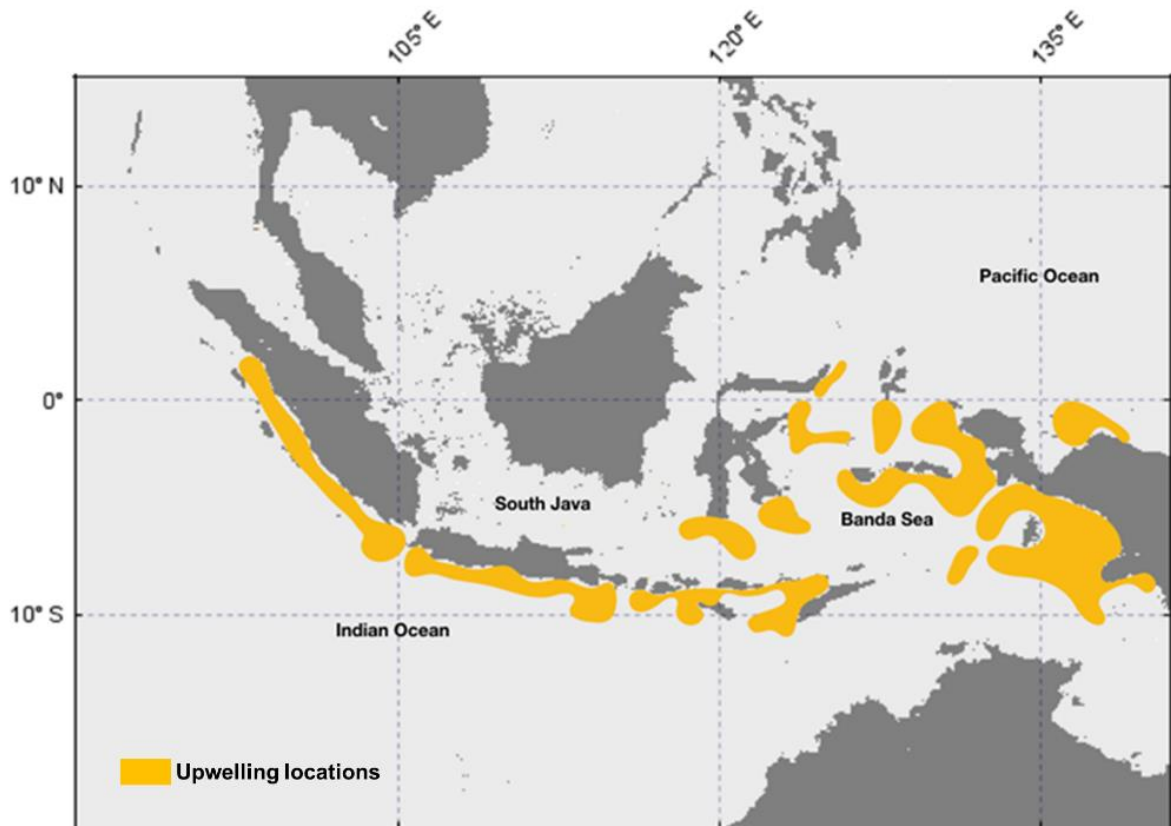 105° E
120° E
135° E
10° N
Pacific Ocean
0°
South Java
Banda Sea
10° S
Indian Ocean
Upwelling locations